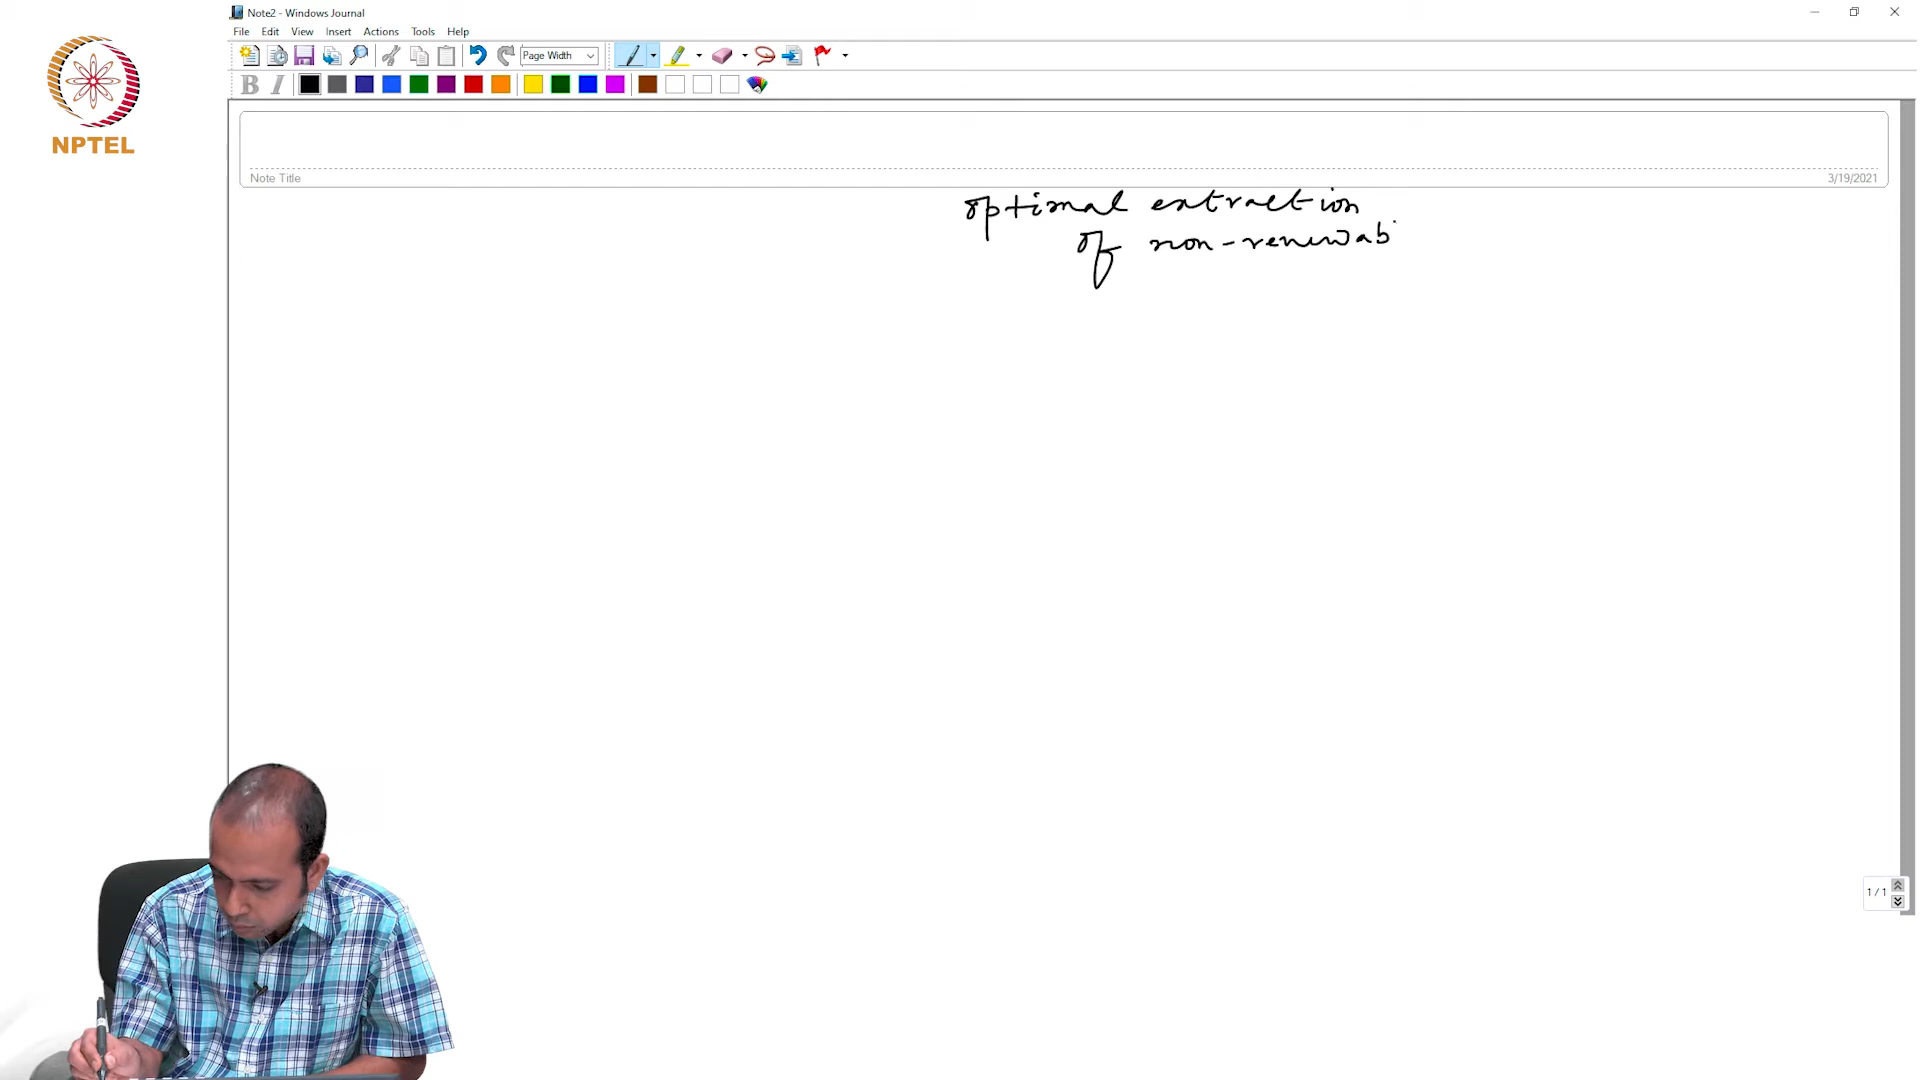 Note2 - Windows Journal
File Edit View Insert Actions Tools Help
Page Width
B I
NPTEL
Note Title
3/19/2021
optimal extraction
of non-renewab
1 / 1